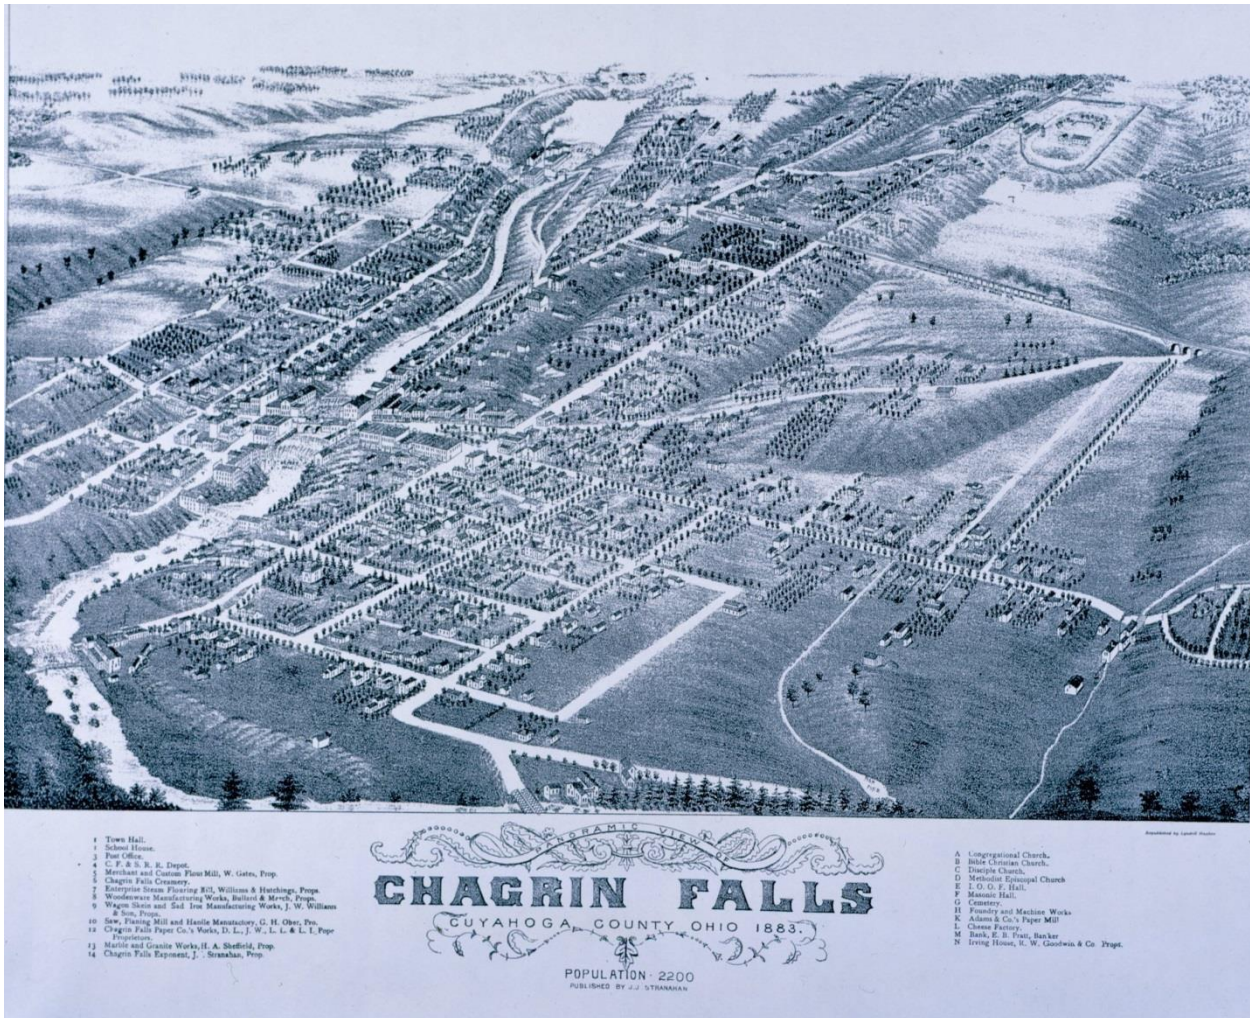 1 Town Hall.
School House.
3 Post Office.
4 C. F. & S. R. R. Depot.
5 Merchant and Custom Flour Mill, W. Gates, Prop.
6 Chagrin Falls Creamery.
7 Enterprise Steam Flouring Mill, Williams & Hutchings, Props.
8 Woodenware Manufacturing Works, Bullard & Props.
9 Wagon Skein and Sad Iron Manufacturing Works, J. W. Williams
& Son, Props.
10 Saw, Planing Mill and Handle Manufactory, G. H. Ober, Pro.
12 Chagrin Falls Paper Co.'s Works, D. L., J. W., L. L. & L. I. Pope
Proprietors.
13 Marble and Granite Works, H. A. Sheffield, Prop.
14 Chagrin Falls Exponent, J. Stranahan, Prop.
PANORAMIC VIEW OF
CHAGRIN FALLS
CUYAHOGA COUNTY, OHIO 1883.
POPULATION - 2200
PUBLISHED BY J.J. STRANAHAN
A Congregational Church.
B Bible Christian Church.
C Disciple Church.
D Methodist Episcopal Church
E I. O. O. F. Hall.
F Masonic Hall.
G Cemetery.
H Foundry and Machine Works
K Adams & Co.'s Paper Mill
L Cheese Factory.
M Bank, E. B. Pratt, Banker
N Irving House, R. W. Goodwin & Co. Propt.